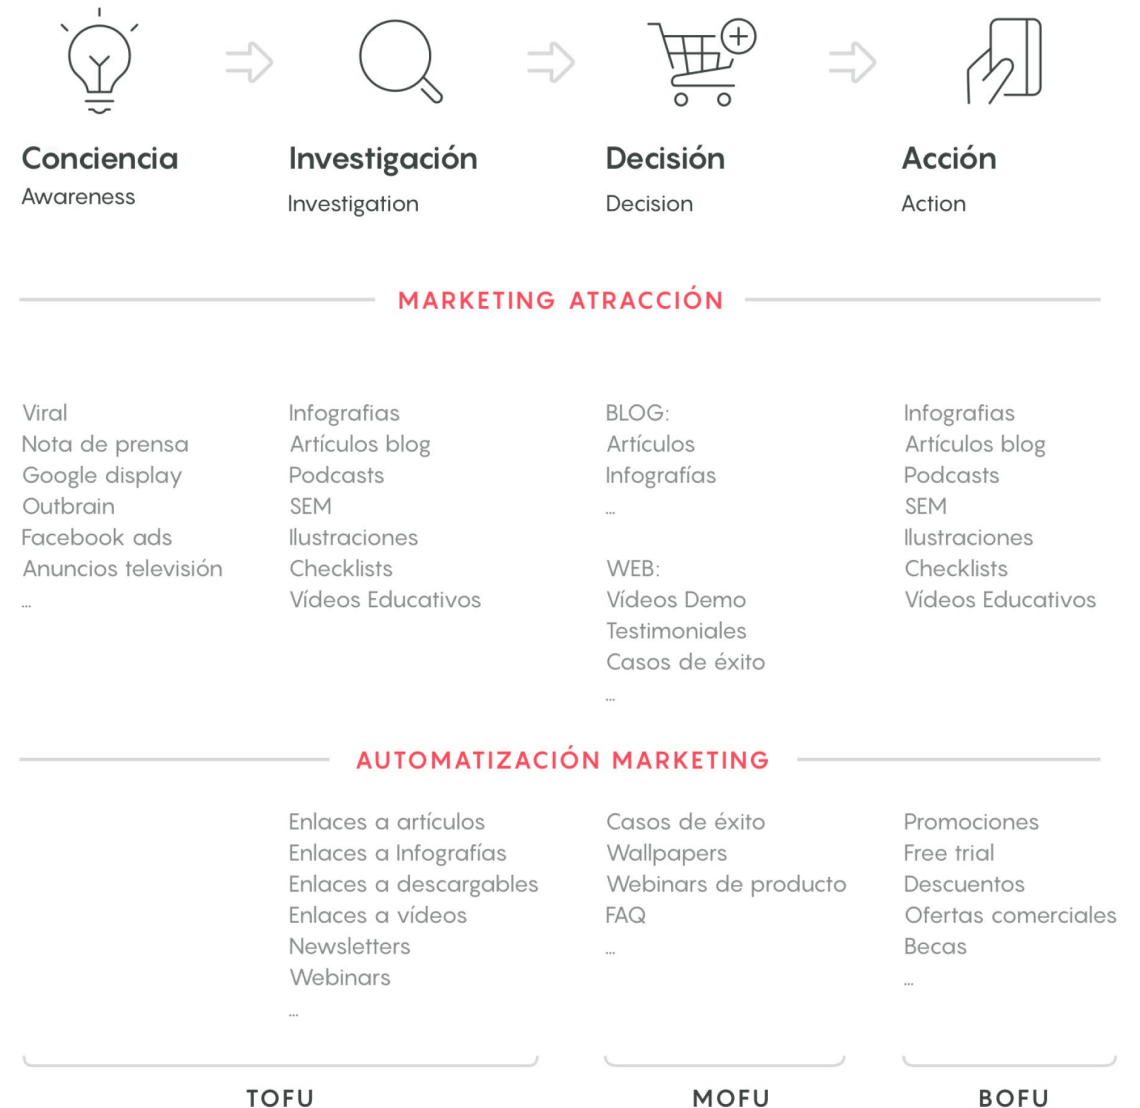 Conciencia
Awareness
Investigación
Investigation
Decisión
Decision
Acción
Action
MARKETING ATRACCIÓN
Viral
Nota de prensa
Google display
Outbrain
Facebook ads
Anuncios televisión
...
Infografias
Artículos blog
Podcasts
SEM
Ilustraciones
Checklists
Vídeos Educativos
BLOG:
Artículos
Infografías
...
WEB:
Vídeos Demo
Testimoniales
Casos de éxito
...
Infografias
Artículos blog
Podcasts
SEM
Ilustraciones
Checklists
Vídeos Educativos
AUTOMATIZACIÓN MARKETING
Enlaces a artículos
Enlaces a Infografías
Enlaces a descargables
Enlaces a vídeos
Newsletters
Webinars
...
Casos de éxito
Wallpapers
Webinars de producto
FAQ
...
Promociones
Free trial
Descuentos
Ofertas comerciales
Becas
...
TOFU
MOFU
BOFU